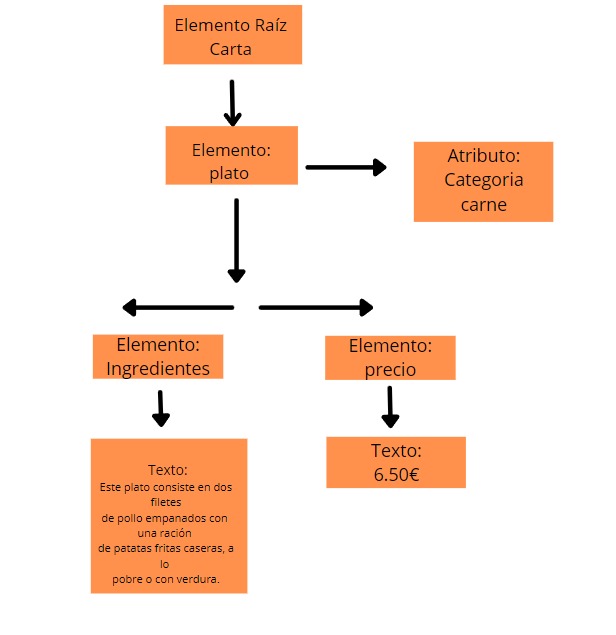 Elemento Raíz
Carta
Elemento:
plato
Atributo:
Categoria
carne
Elemento:
Ingredientes
Elemento:
precio
Texto:
Este plato consiste en dos
filetes
de pollo empanados con
una ración
de patatas fritas caseras, a
lo
pobre o con verdura.
Texto:
6.50€